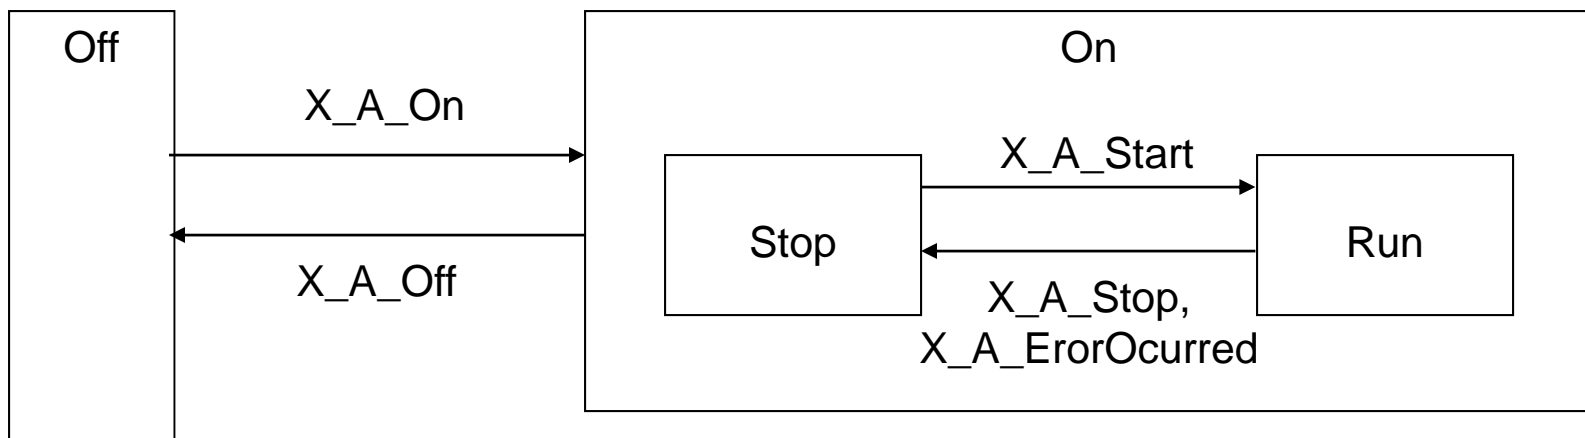 Off
On
X_A_On
X_A_Start
Stop
Run
X_A_Off
X_A_Stop,
X_A_ErorOcurred